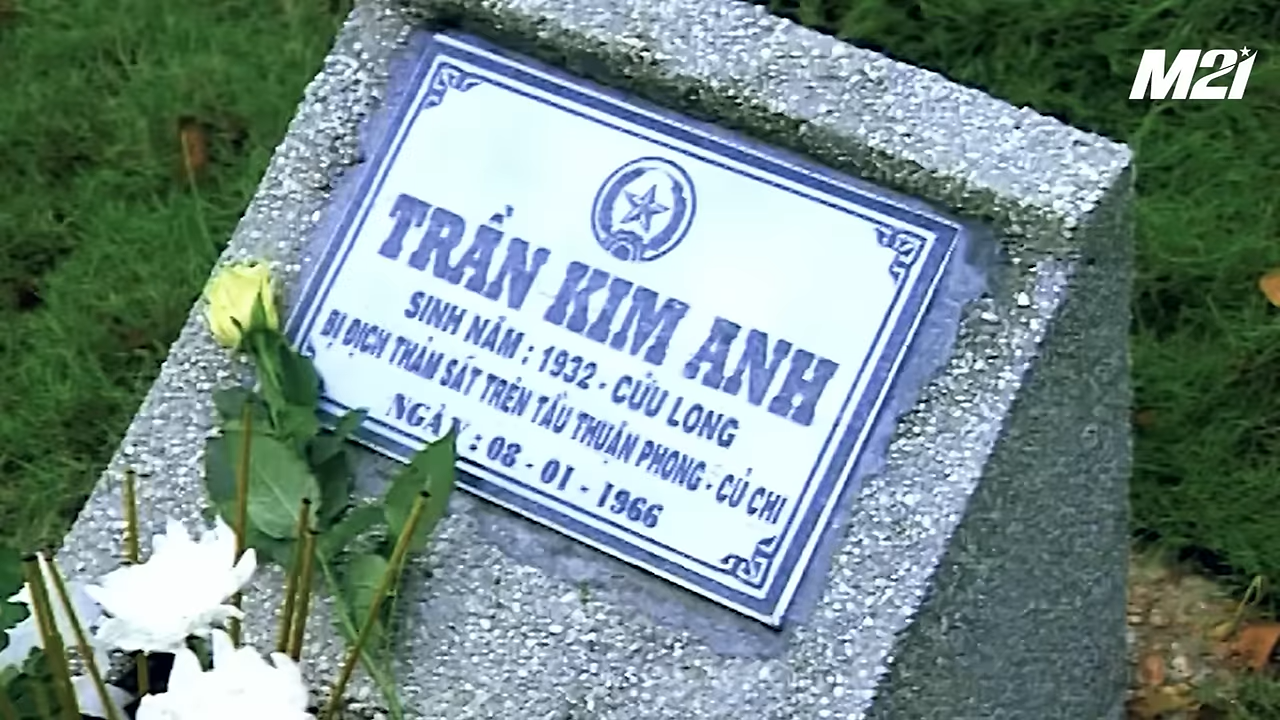 M21
TRẦN KIM ANH
SINH NĂM : 1932 - CỬU LONG
BỊ ĐỊCH THẢM SÁT TRÊN TẦU THUẬN PHONG - CỦ CHI
NGÀY : 08 - 01 - 1966